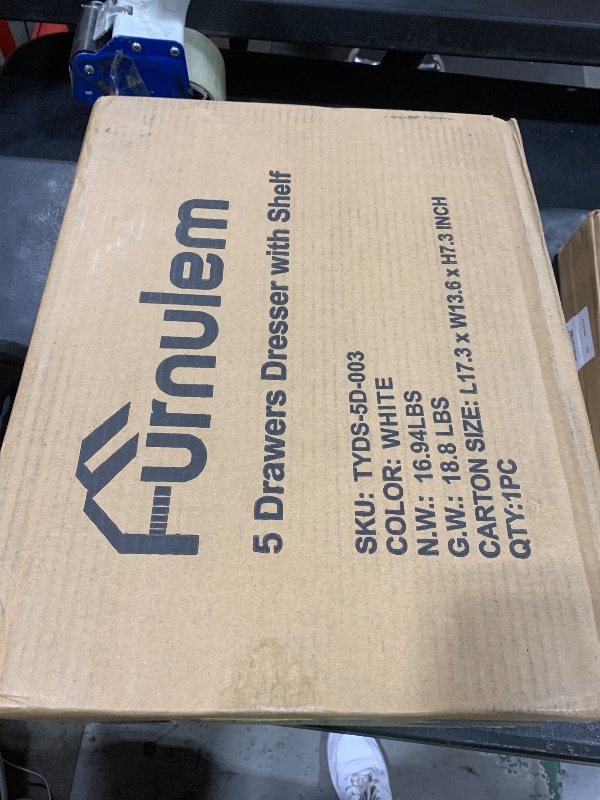 Furnulem
5 Drawers Dresser with Shelf
SKU: TYDS-5D-003
COLOR: WHITE
N.W.: 16.94LBS
G.W.: 18.8 LBS
CARTON SIZE: L17.3 x W13.6 x H7.3 INCH
QTY:1PC